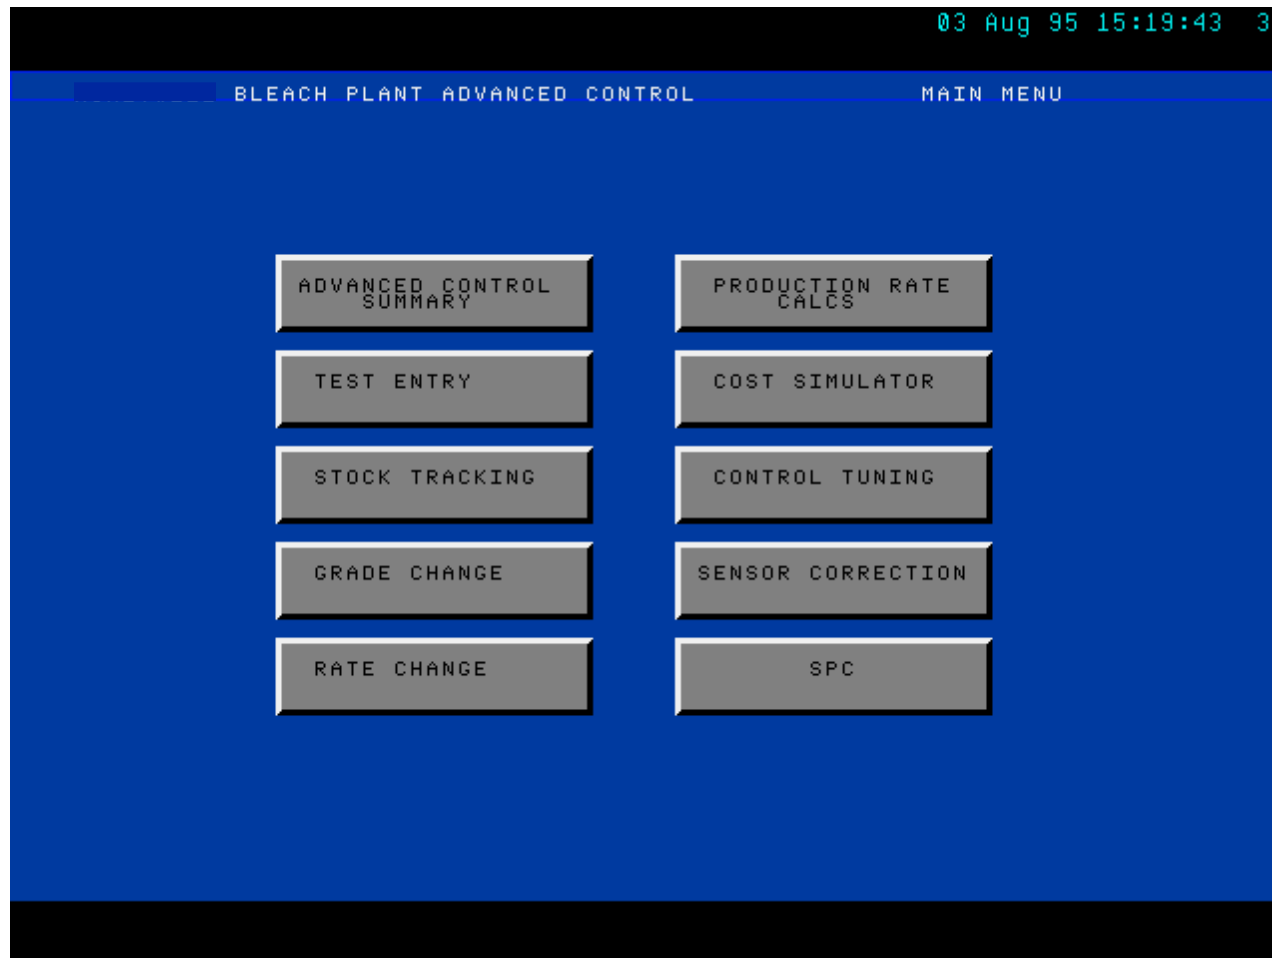 03 Aug 95 15:19:43 3
BLEACH PLANT ADVANCED CONTROL MAIN MENU
ADVANCED CONTROL
SUMMARY
PRODUCTION RATE
CALCS
TEST ENTRY
COST SIMULATOR
STOCK TRACKING
CONTROL TUNING
GRADE CHANGE
SENSOR CORRECTION
RATE CHANGE
SPC